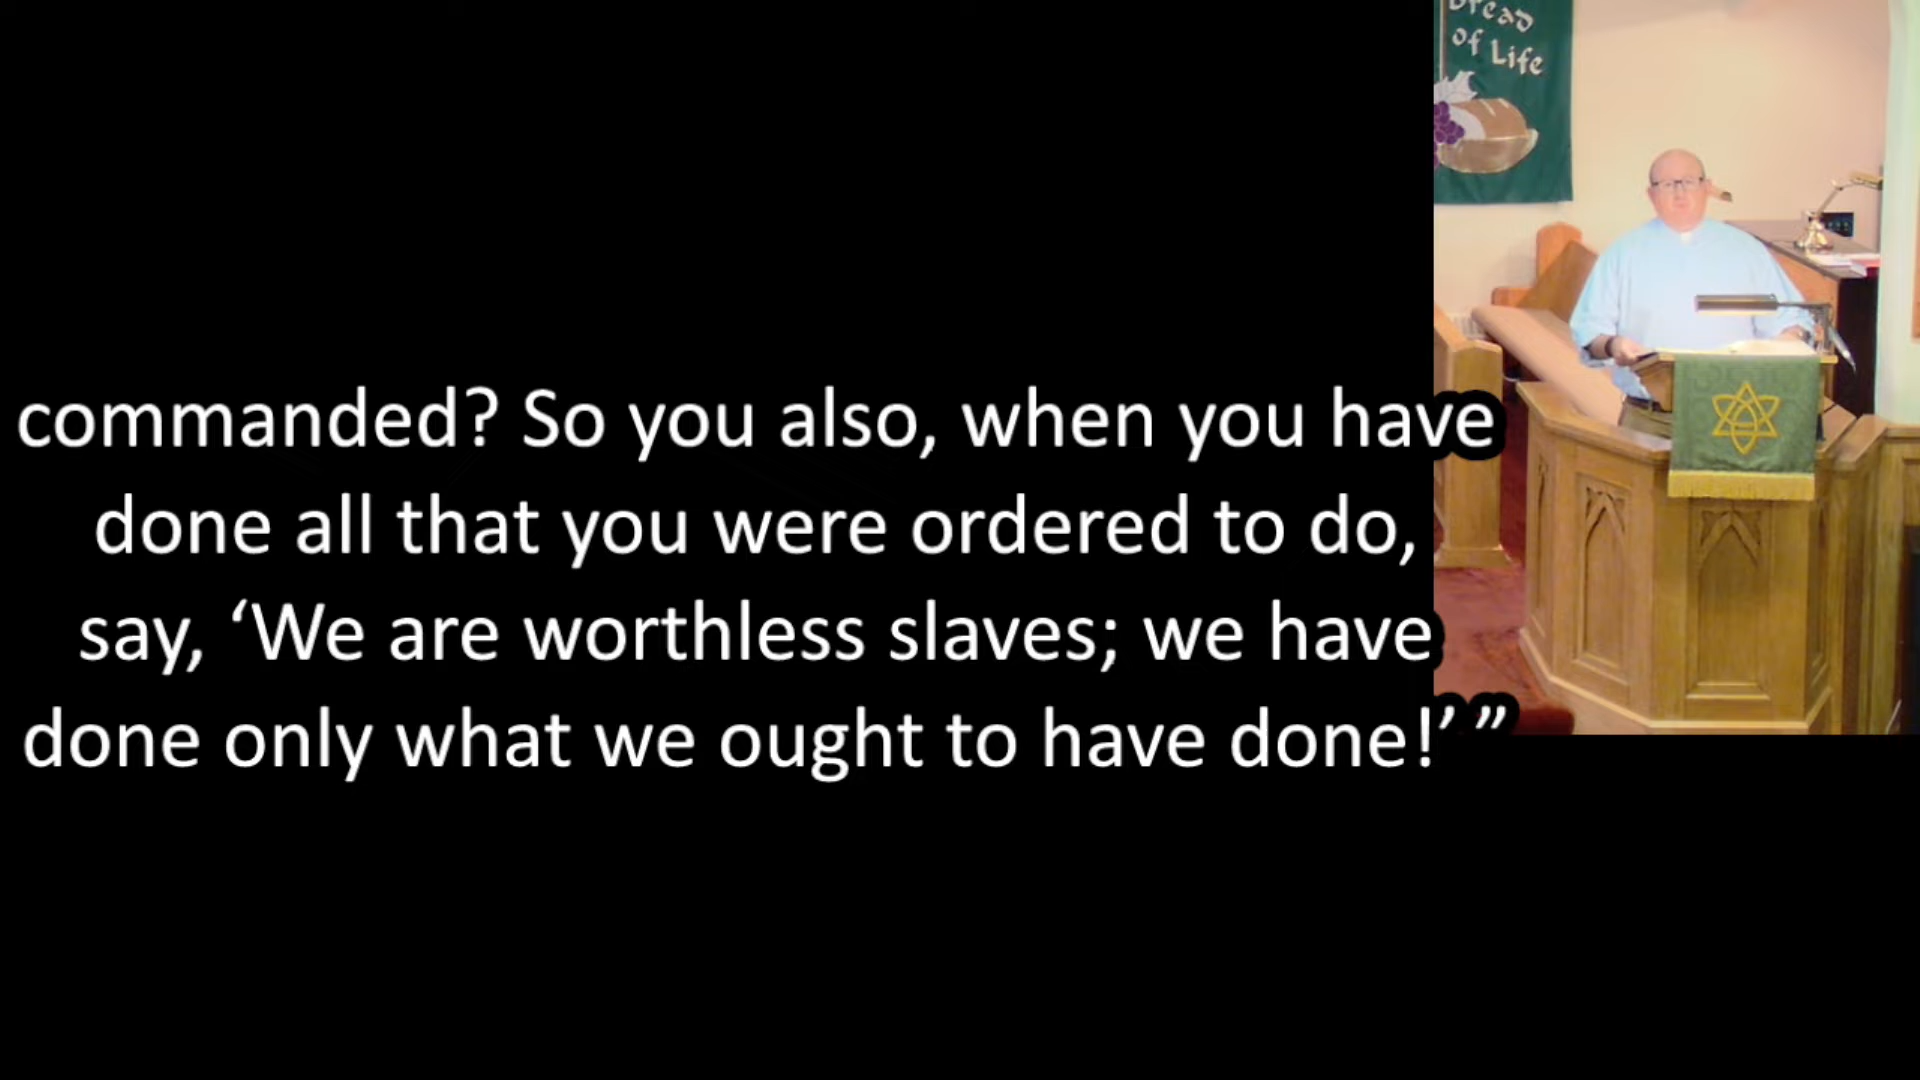 Bread
of Life
commanded? So you also, when you have
done all that you were ordered to do,
say, ‘We are worthless slaves; we have
done only what we ought to have done!’ ”